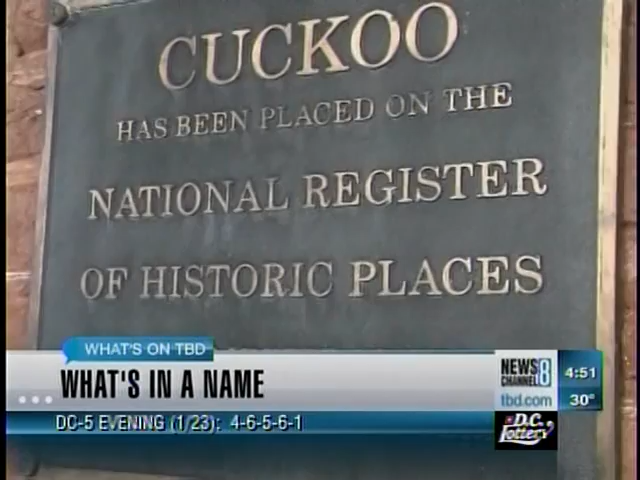 CUCKOO
HAS BEEN PLACED ON THE
NATIONAL REGISTER
OF HISTORIC PLACES
WHAT'S ON TBD
WHAT'S IN A NAME
NEWS
CHANNEL 8
4:51
tbd.com
30°
DC-5 EVENING (1/23): 4-6-5-6-1
D.C.
Lottery